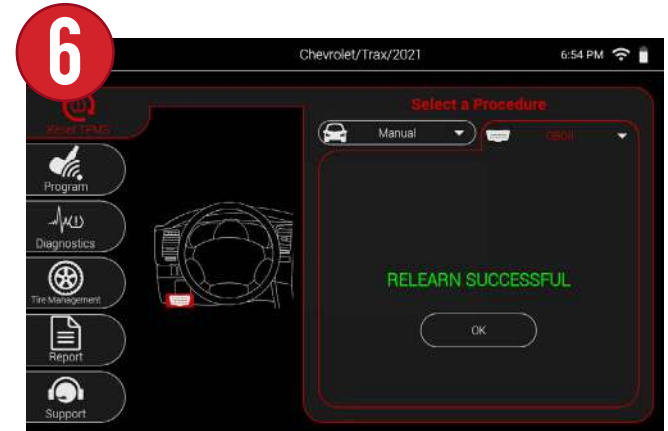 6
Chevrolet/Trax/2021
6:54 PM
Reset TPMS
Select a Procedure
Manual
OBDII
Program
Diagnostics
Tire Management
RELEARN SUCCESSFUL
OK
Report
Support